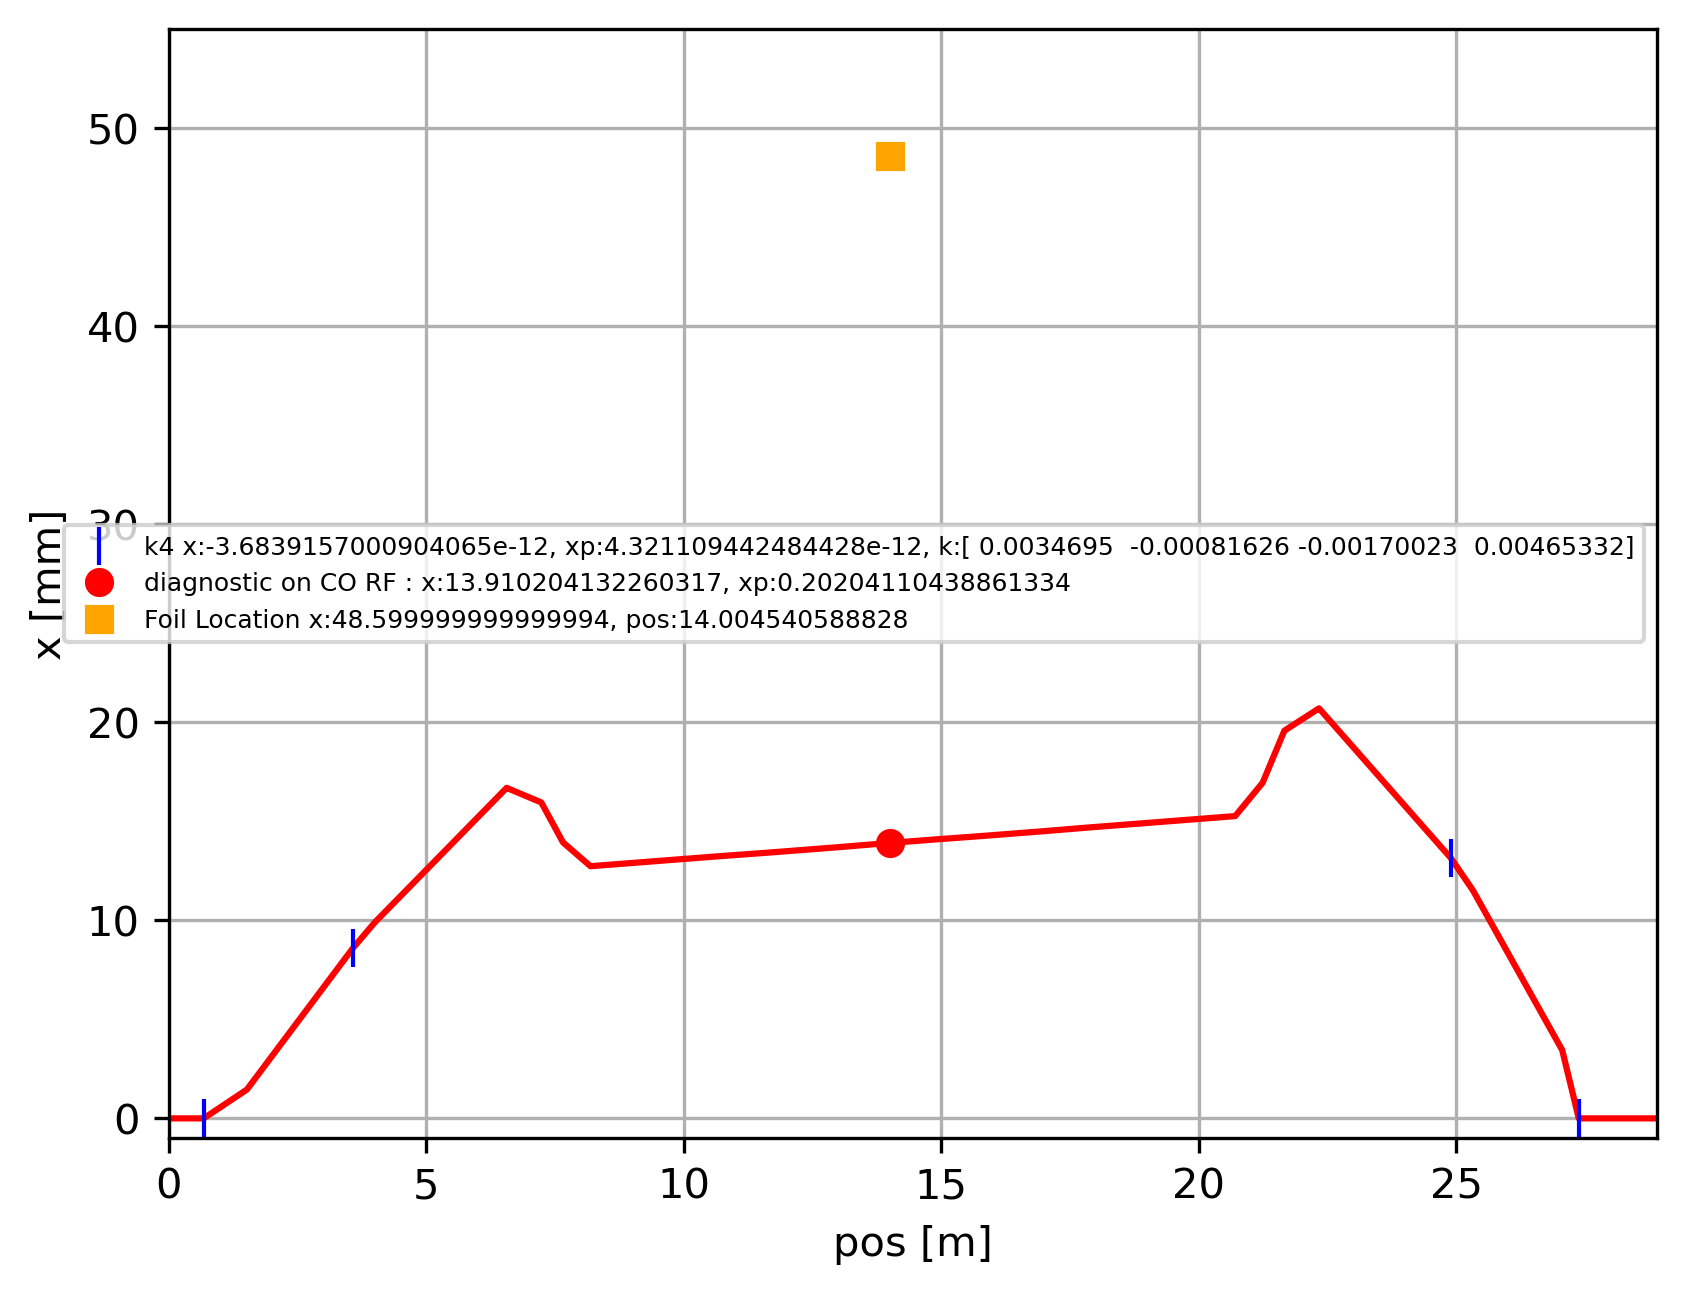 50
40
30
20
10
0
x [mm]
k4 x:-3.6839157000904065e-12, xp:4.321109442484428e-12, k:[ 0.0034695  -0.00081626 -0.00170023  0.00465332]
diagnostic on CO RF : x:13.910204132260317, xp:0.20204110438861334
Foil Location x:48.599999999999994, pos:14.004540588828
0 5 10 15 20 25
pos [m]